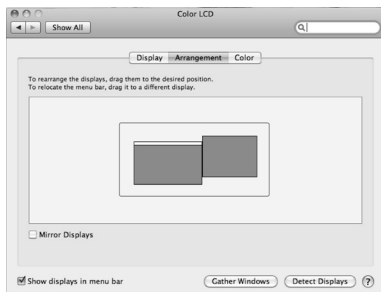 Color LCD
Show All
Display Arrangement Color
To rearrange the displays, drag them to the desired position.
To relocate the menu bar, drag it to a different display.
Mirror Displays
Show displays in menu bar Gather Windows Detect Displays ?